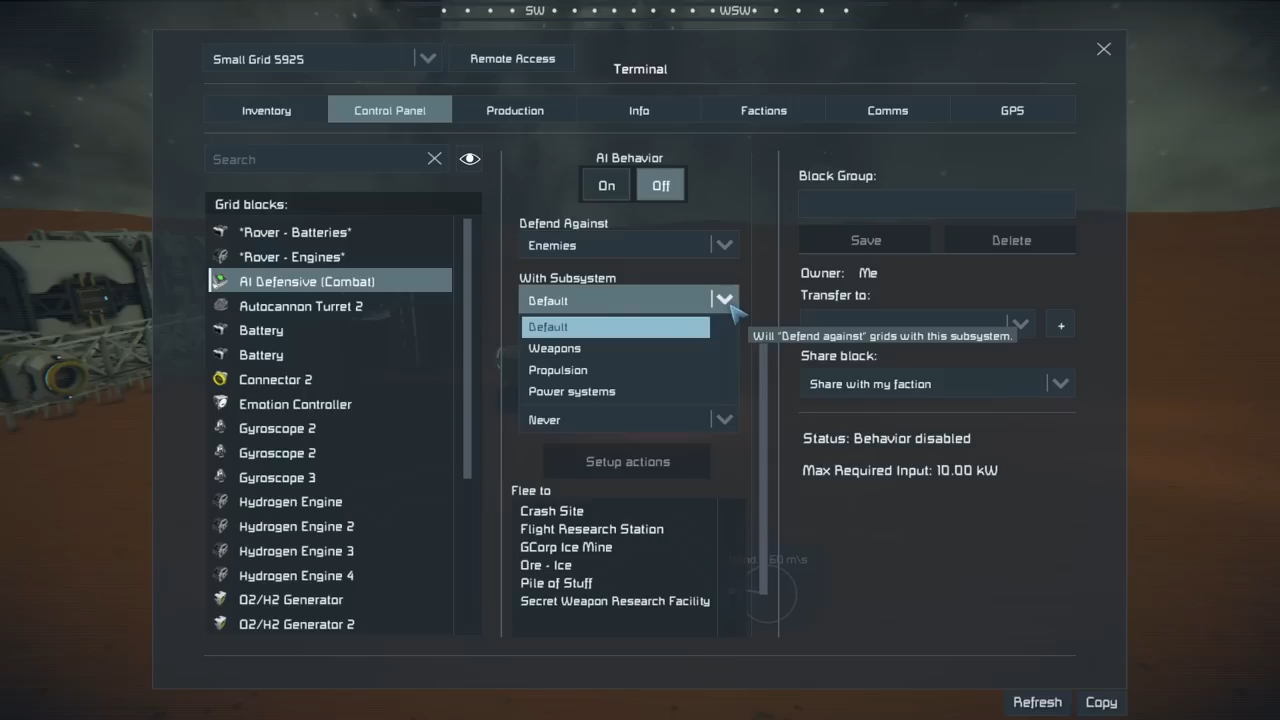 SW
WSW
Small Grid 5925
Remote Access
Terminal
Inventory
Control Panel
Production
Info
Factions
Comms
GPS
Search
Grid blocks:
*Rover - Batteries*
*Rover - Engines*
AI Defensive (Combat)
Autocannon Turret 2
Battery
Battery
Connector 2
Emotion Controller
Gyroscope 2
Gyroscope 2
Gyroscope 3
Hydrogen Engine
Hydrogen Engine 2
Hydrogen Engine 3
Hydrogen Engine 4
O2/H2 Generator
O2/H2 Generator 2
AI Behavior
On
Off
Defend Against
Enemies
With Subsystem
Default
Default
Weapons
Propulsion
Power systems
Never
Setup actions
Flee to
Crash Site
Flight Research Station
GCorp Ice Mine
Ore - Ice
Pile of Stuff
Secret Weapon Research Facility
Will "Defend against" grids with this subsystem.
Block Group:
Save
Delete
Owner: Me
Transfer to:
+
Share block:
Share with my faction
Status: Behavior disabled
Max Required Input: 10.00 kW
Refresh
Copy